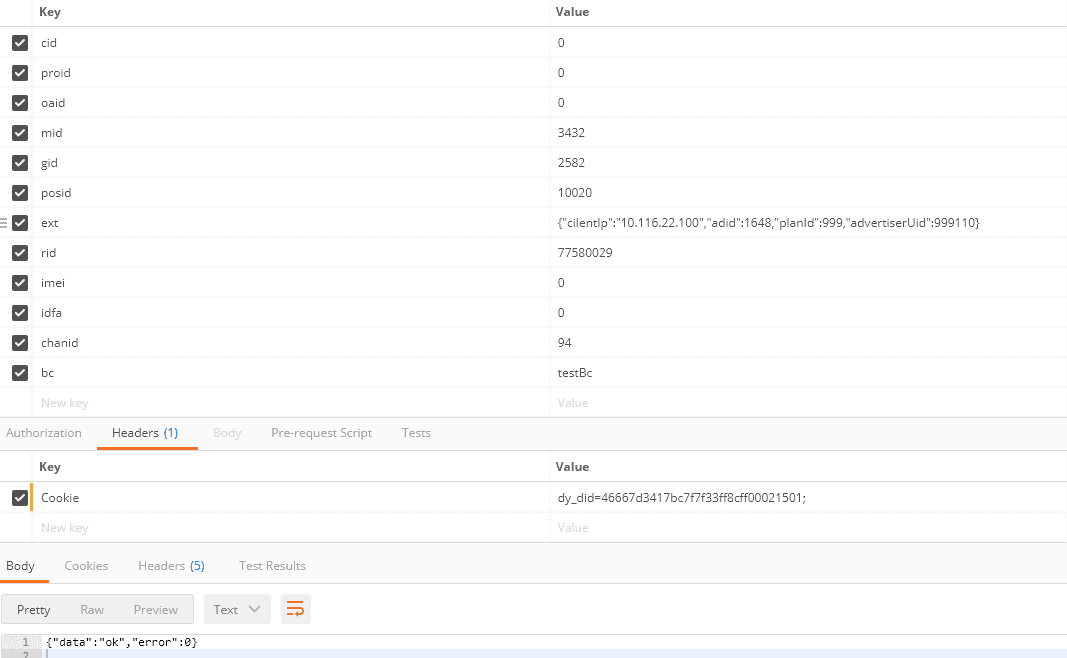 Key Value
cid 0
proid 0
oaid 0
mid 3432
gid 2582
posid 10020
ext {"cilentIp":"10.116.22.100","adid":1648,"planId":999,"advertiserUid":999110}
rid 77580029
imei 0
idfa 0
chanid 94
bc testBc
New key Value
Authorization Headers (1) Body Pre-request Script Tests
Key Value
Cookie dy_did=46667d3417bc7f7f33ff8cff00021501;
New key Value
Body Cookies Headers (5) Test Results
Pretty Raw Preview Text
1 {"data":"ok","error":0}
2